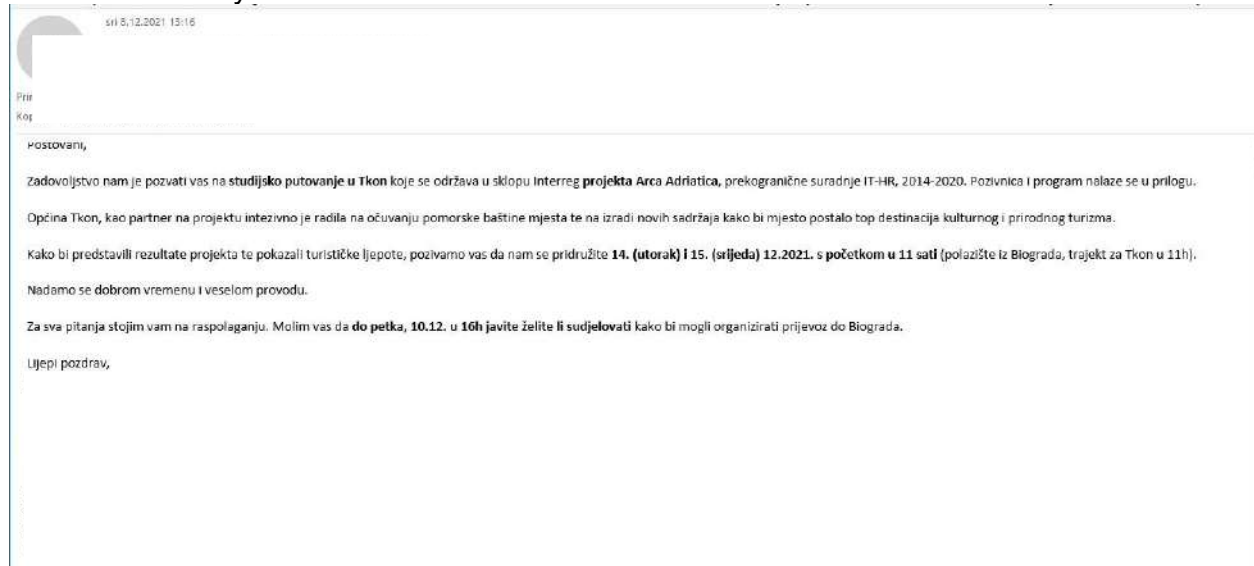 sri 8.12.2021 13:16
Prir
Kop
Poštovani,
Zadovoljstvo nam je pozvati vas na studijsko putovanje u Tkon koje se održava u sklopu Interreg projekta Arca Adriatica, prekogranične suradnje IT-HR, 2014-2020. Pozivnica i program nalaze se u prilogu.
Općina Tkon, kao partner na projektu intezivno je radila na očuvanju pomorske baštine mjesta te na izradi novih sadržaja kako bi mjesto postalo top destinacija kulturnog i prirodnog turizma.
Kako bi predstavili rezultate projekta te pokazali turističke ljepote, pozivamo vas da nam se pridružite 14. (utorak) i 15. (srijeda) 12.2021. s početkom u 11 sati (polazište iz Biograda, trajekt za Tkon u 11h).
Nadamo se dobrom vremenu i veselom provodu.
Za sva pitanja stojim vam na raspolaganju. Molim vas da do petka, 10.12. u 16h javite želite li sudjelovati kako bi mogli organizirati prijevoz do Biograda.
Lijepi pozdrav,